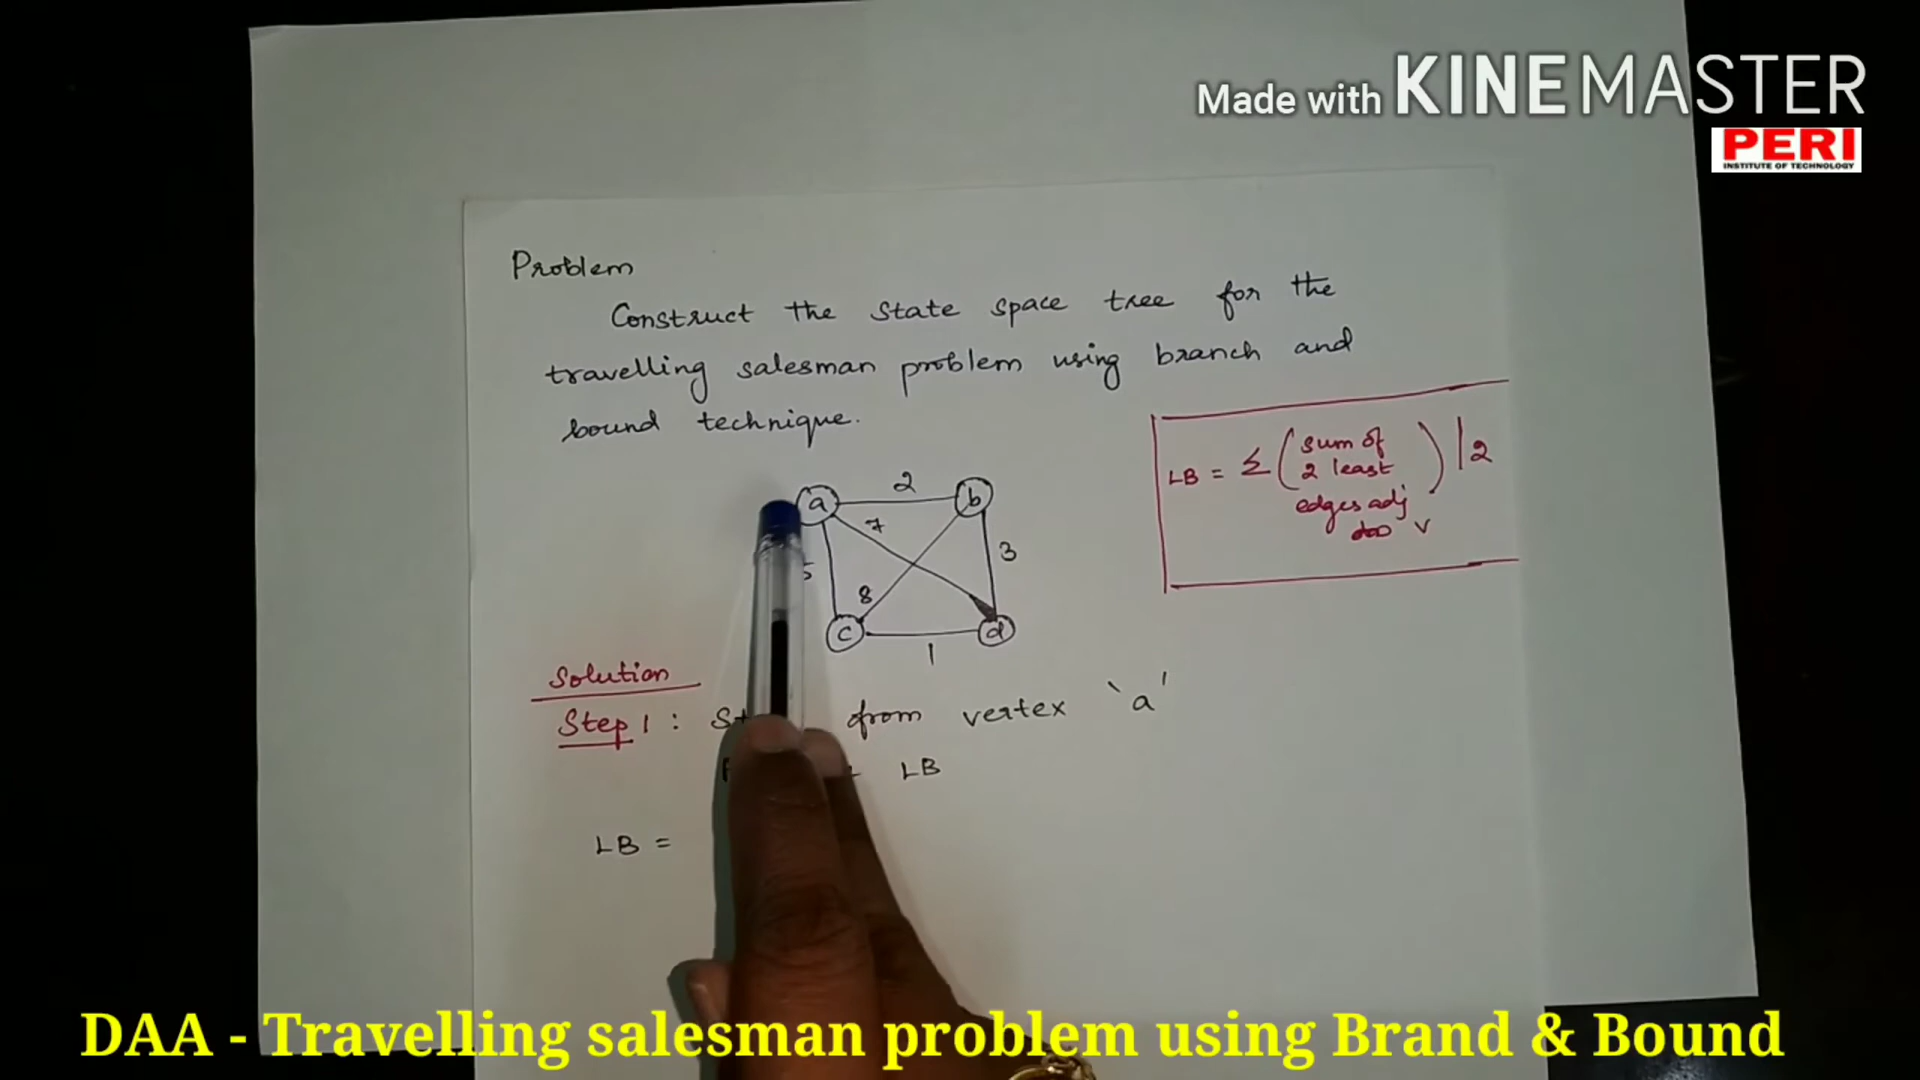 Made with KINEMASTER
PERI
INSTITUTE OF TECHNOLOGY
Problem
Construct the state space tree for the
travelling salesman problem using branch and
bound technique.
LB = Σ ( sum of 2 least edges adj to v ) | 2
a 2 b
7
3
5
8
c d
1
Solution
Step 1 : from vertex 'a'
LB
LB =
DAA - Travelling salesman problem using Brand & Bound